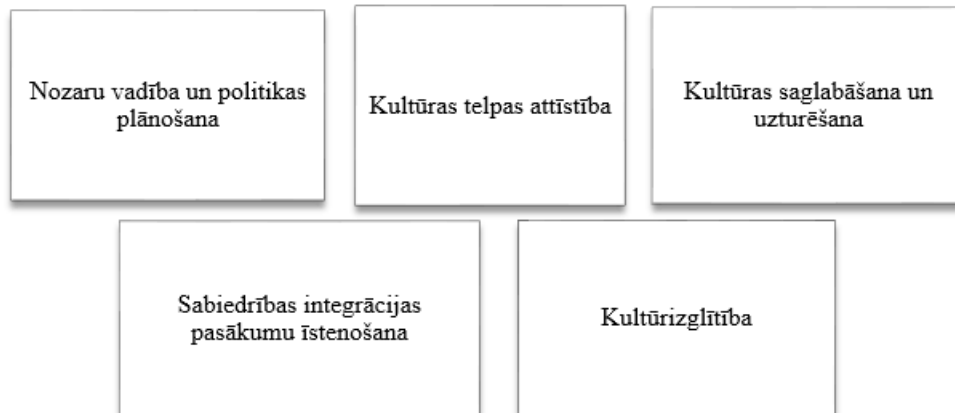 Nozaru vadība un politikas
plānošana
Kultūras telpas attīstība
Kultūras saglabāšana un
uzturēšana
Sabiedrības integrācijas
pasākumu īstenošana
Kultūrizglītība